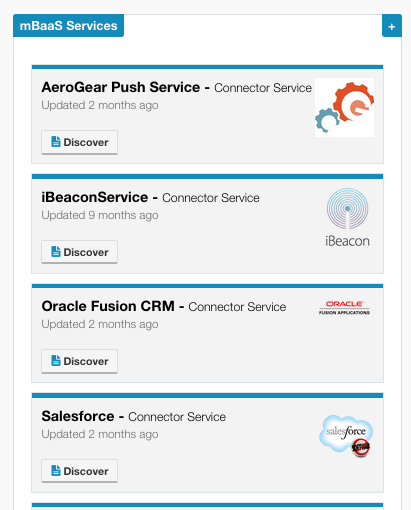 mBaaS Services
+
AeroGear Push Service - Connector Service
Updated 2 months ago
Discover
iBeaconService - Connector Service
Updated 9 months ago
iBeacon
Discover
Oracle Fusion CRM - Connector Service
ORACLE
FUSION APPLICATIONS
Updated 2 months ago
Discover
Salesforce - Connector Service
Updated 2 months ago
salesforce
SOFTWARE
Discover